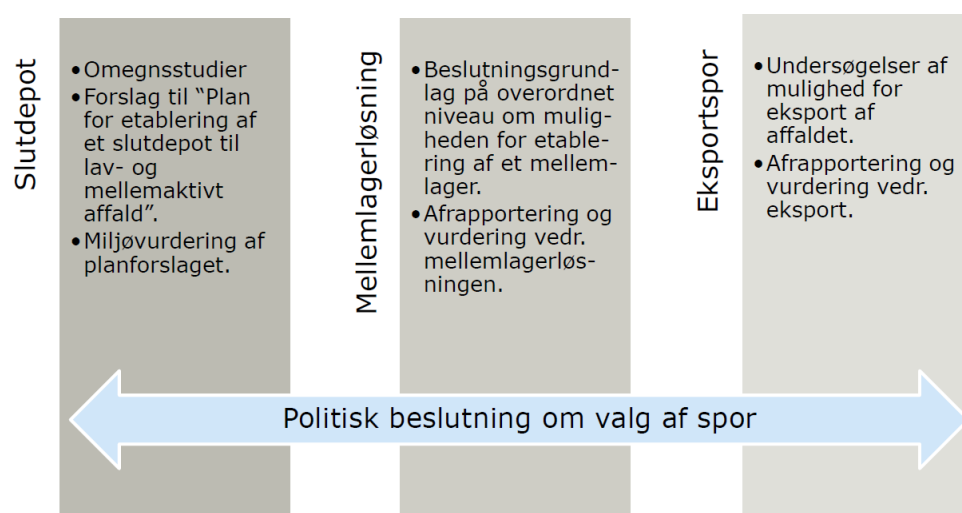 Slutdepot
•Omegnsstudier
•Forslag til “Plan
for etablering af
et slutdepot til
lav- og
mellemaktivt
affald”.
•Miljøvurdering af
planforslaget.
Mellemlagerløsning
•Beslutningsgrund-
lag på overordnet
niveau om mulig-
heden for etable-
ring af et mellem-
lager.
•Afrapportering og
vurdering vedr.
mellemlagerløs-
ningen.
Eksportspor
•Undersøgelser af
mulighed for
eksport af
affaldet.
•Afrapportering og
vurdering vedr.
eksport.
Politisk beslutning om valg af spor